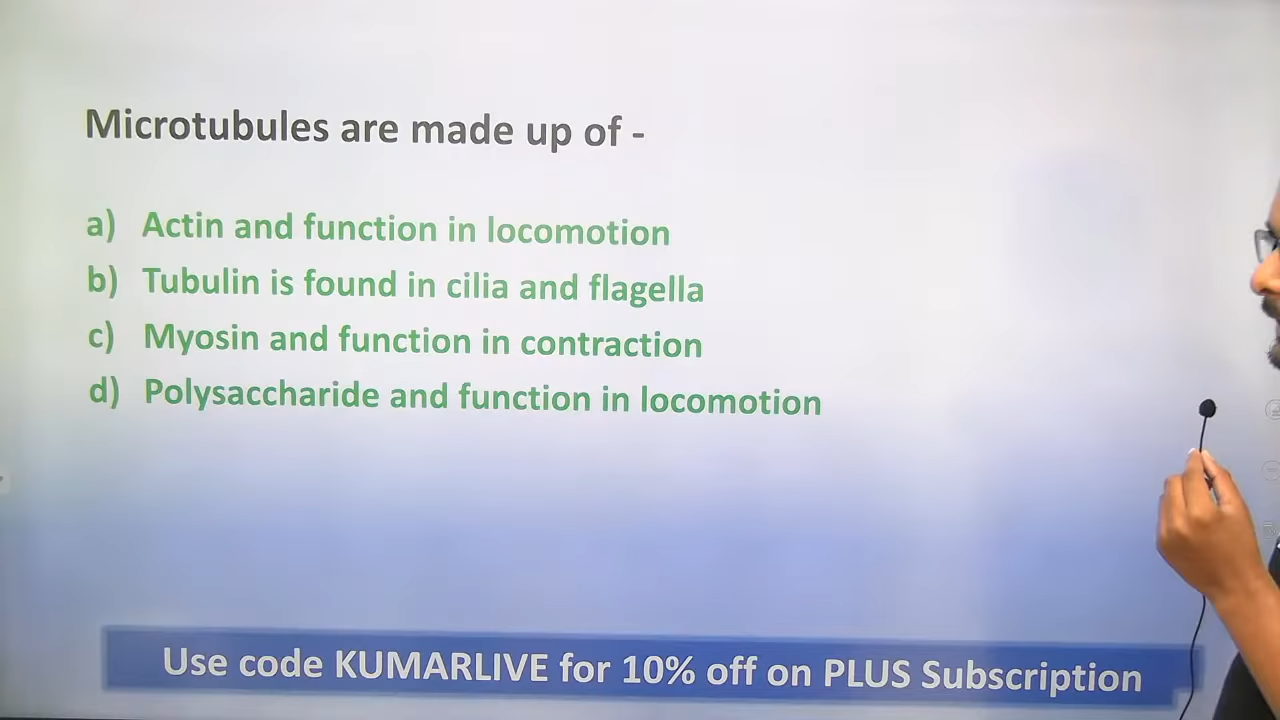 Microtubules are made up of -
a) Actin and function in locomotion
b) Tubulin is found in cilia and flagella
c) Myosin and function in contraction
d) Polysaccharide and function in locomotion
Use code KUMARLIVE for 10% off on PLUS Subscription